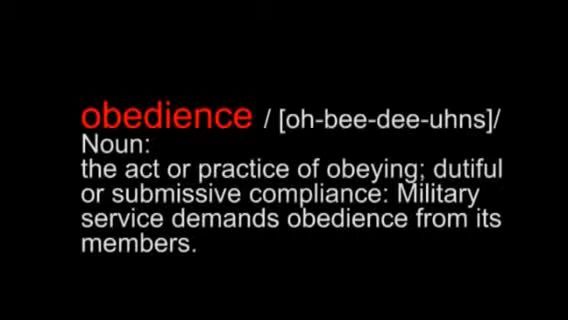 obedience / [oh-bee-dee-uhns]/
Noun:
the act or practice of obeying; dutiful
or submissive compliance: Military
service demands obedience from its
members.